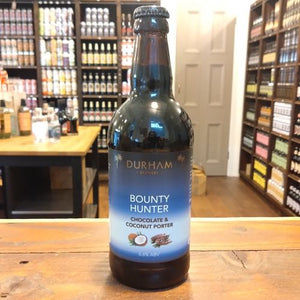 DURHAM
BREWERY
BOUNTY
HUNTER
CHOCOLATE &
COCONUT PORTER